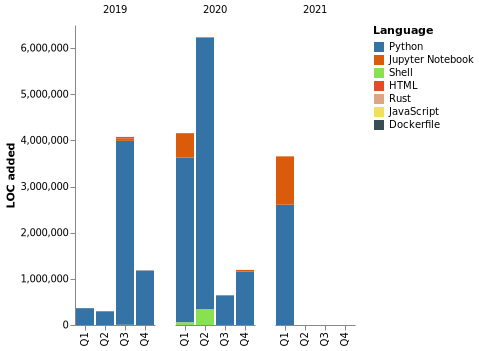 2019 2020 2021
Language
Python
Jupyter Notebook
Shell
HTML
Rust
JavaScript
Dockerfile
LOC added
6,000,000
5,000,000
4,000,000
3,000,000
2,000,000
1,000,000
0
Q1 Q2 Q3 Q4 Q1 Q2 Q3 Q4 Q1 Q2 Q3 Q4